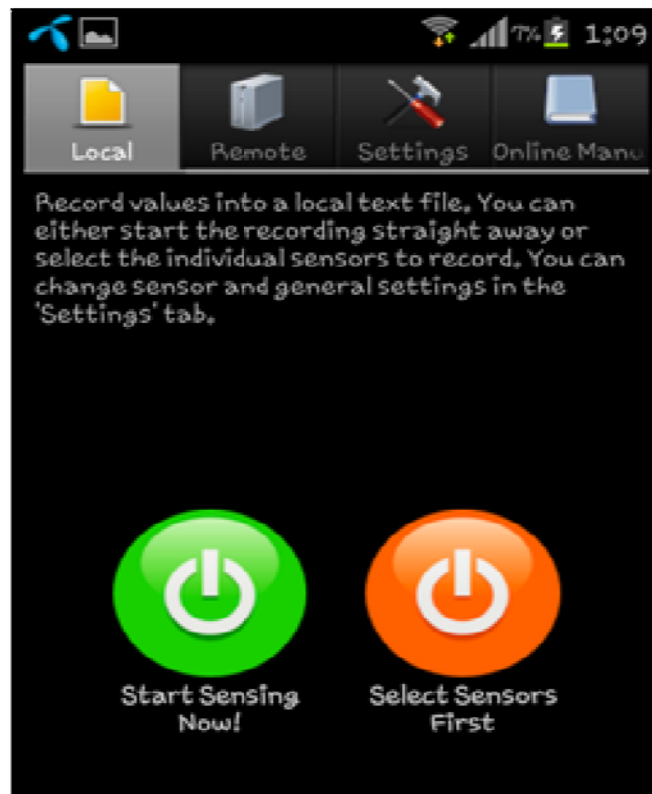 7% 1:09
Local Remote Settings Online Manu
Record values into a local text file. You can
either start the recording straight away or
select the individual sensors to record. You can
change sensor and general settings in the
'Settings' tab.
Start Sensing
Now!
Select Sensors
First